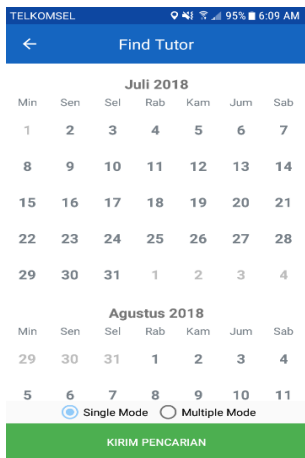 TELKOMSEL 95% 6:09 AM
Find Tutor
Juli 2018
Min Sen Sel Rab Kam Jum Sab
1 2 3 4 5 6 7
8 9 10 11 12 13 14
15 16 17 18 19 20 21
22 23 24 25 26 27 28
29 30 31 1 2 3 4
Agustus 2018
Min Sen Sel Rab Kam Jum Sab
29 30 31 1 2 3 4
5 6 7 8 9 10 11
Single Mode Multiple Mode
KIRIM PENCARIAN